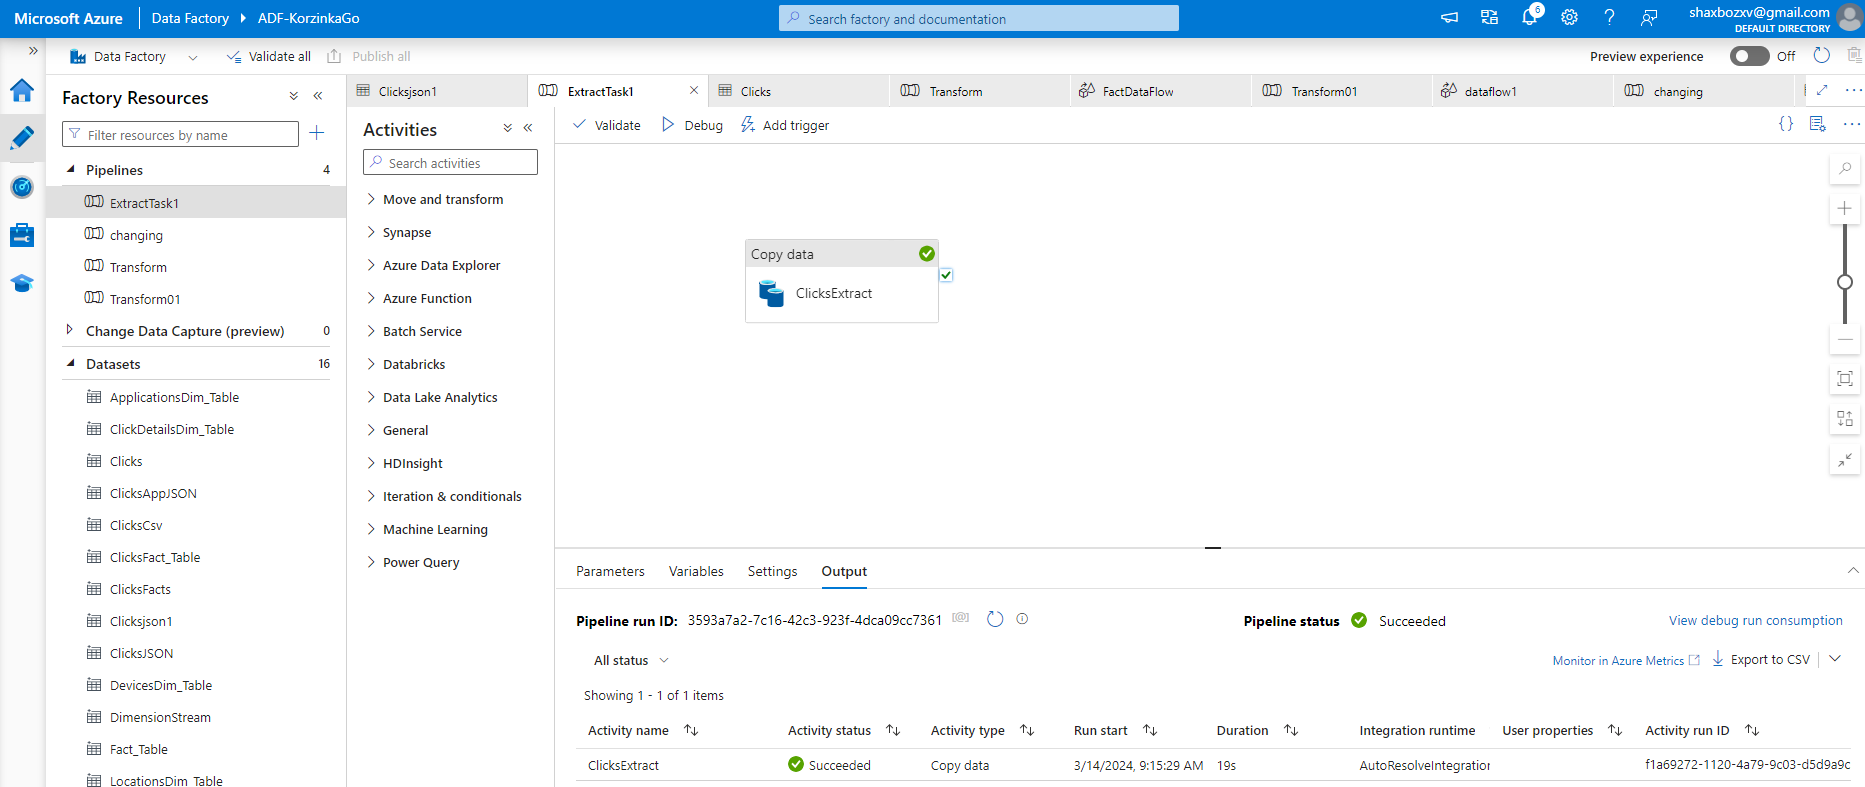 Microsoft Azure
Data Factory
ADF-KorzinkaGo
Search factory and documentation
6
shaxbozxv@gmail.com
DEFAULT DIRECTORY
Data Factory
Validate all
Publish all
Preview experience
Off
Factory Resources
Filter resources by name
Pipelines 4
ExtractTask1
changing
Transform
Transform01
Change Data Capture (preview) 0
Datasets 16
ApplicationsDim_Table
ClickDetailsDim_Table
Clicks
ClicksAppJSON
ClicksCsv
ClicksFact_Table
ClicksFacts
Clicksjson1
ClicksJSON
DevicesDim_Table
DimensionStream
Fact_Table
LocationsDim_Table
Clicksjson1
ExtractTask1
Clicks
Transform
FactDataFlow
Transform01
dataflow1
changing
Activities
Search activities
Move and transform
Synapse
Azure Data Explorer
Azure Function
Batch Service
Databricks
Data Lake Analytics
General
HDInsight
Iteration & conditionals
Machine Learning
Power Query
Validate
Debug
Add trigger
Copy data
ClicksExtract
Parameters Variables Settings Output
Pipeline run ID: 3593a7a2-7c16-42c3-923f-4dca09cc7361
Pipeline status Succeeded
View debug run consumption
All status
Monitor in Azure Metrics
Export to CSV
Showing 1 - 1 of 1 items
Activity name Activity status Activity type Run start Duration Integration runtime User properties Activity run ID
ClicksExtract Succeeded Copy data 3/14/2024, 9:15:29 AM 19s AutoResolveIntegration f1a69272-1120-4a79-9c03-d5d9a9c